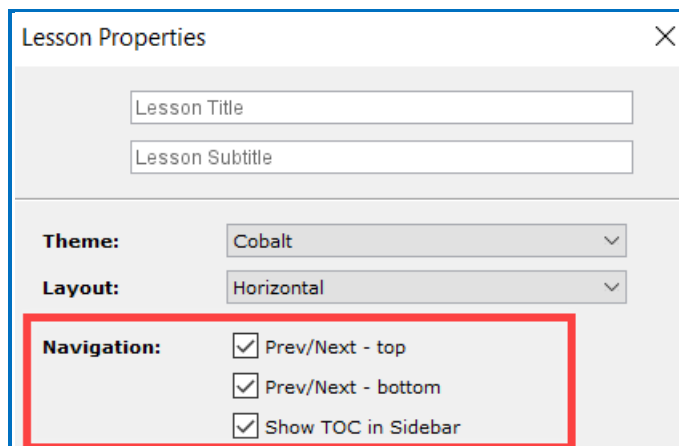 Lesson Properties
Lesson Title
Lesson Subtitle
Theme: Cobalt
Layout: Horizontal
Navigation: Prev/Next - top
Prev/Next - bottom
Show TOC in Sidebar